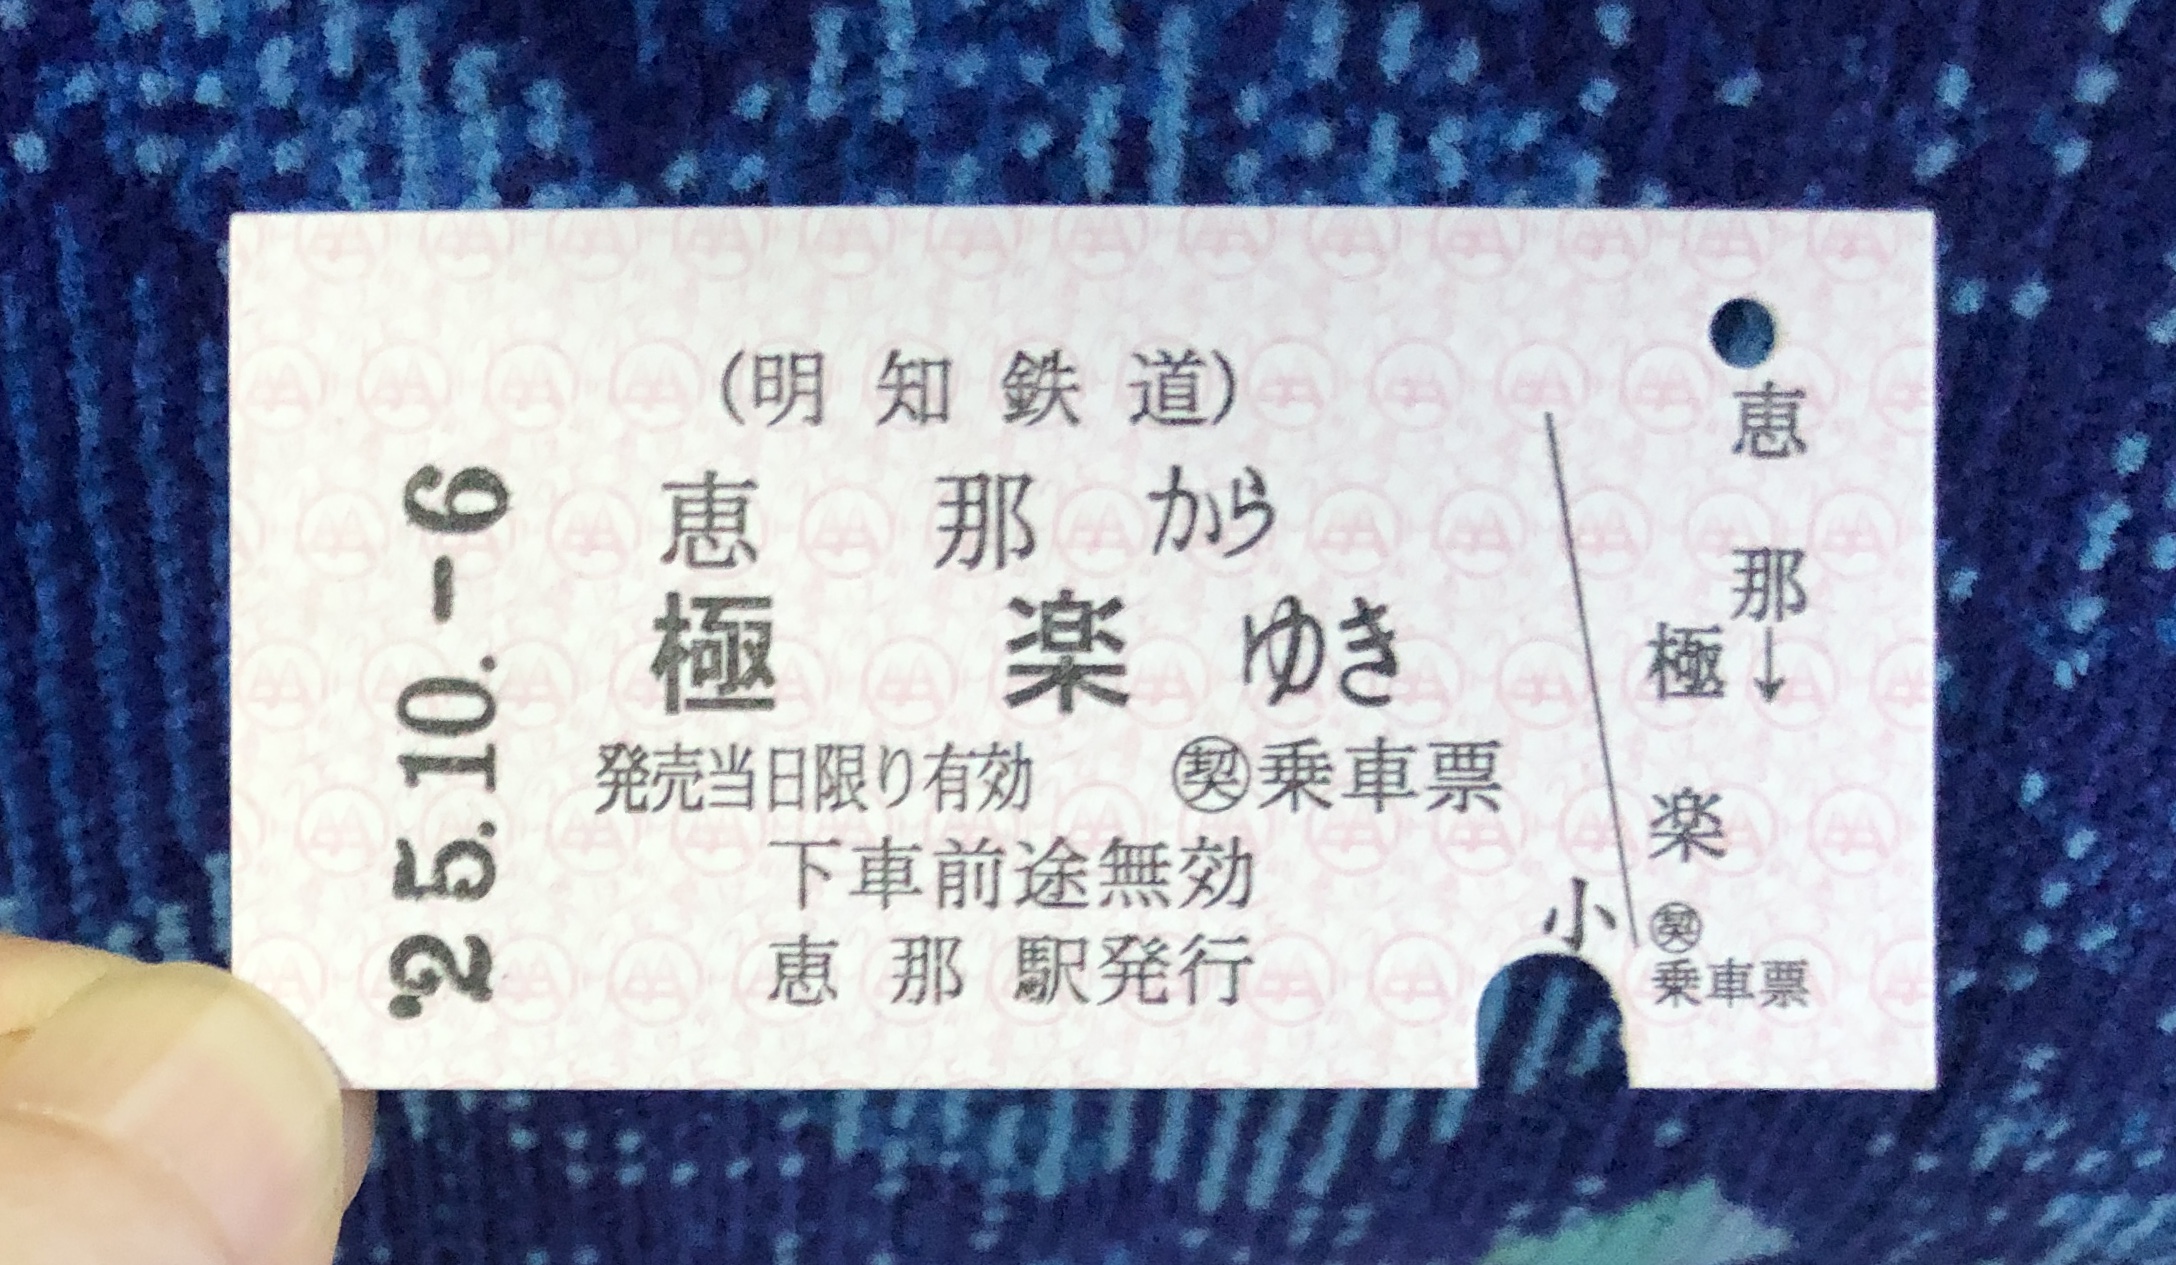 '25.10.-6
(明知鉄道)
恵那から
極楽ゆき
発売当日限り有効 ㊝乗車票
下車前途無効
恵那駅発行
小
恵那→
極楽
乗車票